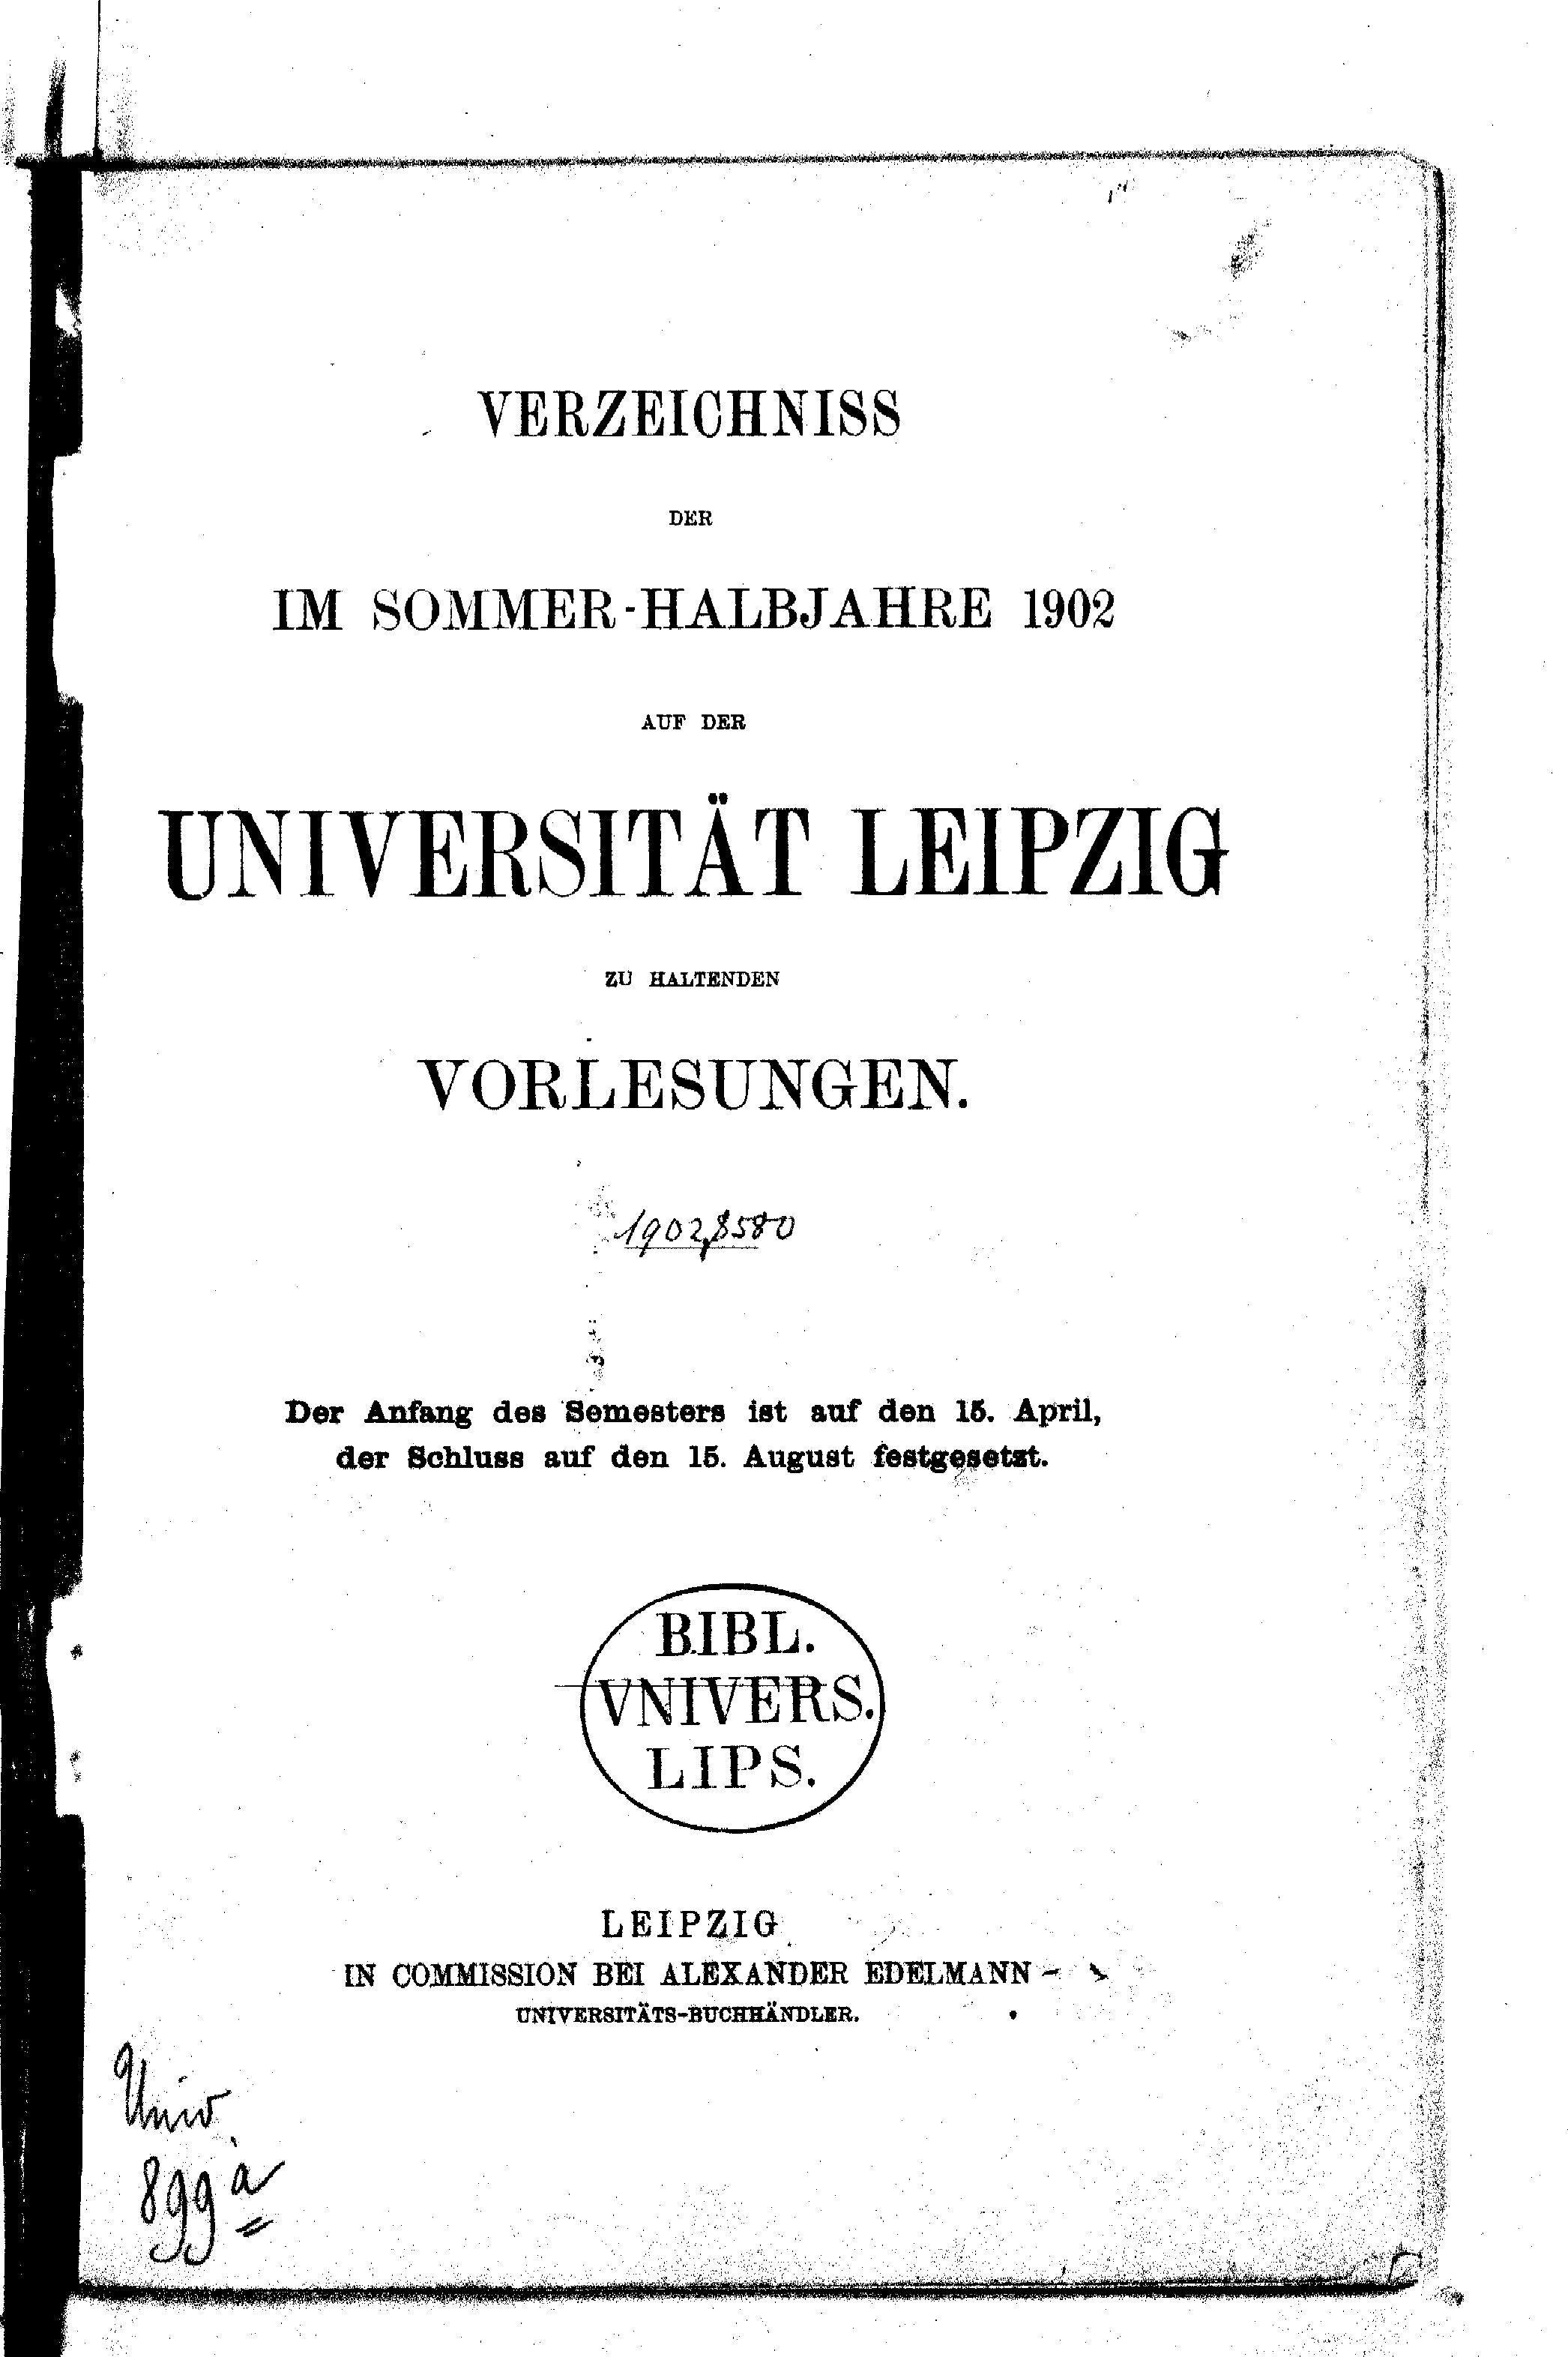 VERZEICHNISS
DER
IM SOMMER-HALBJAHRE 1902
AUF DER
UNIVERSITÄT LEIPZIG
ZU HALTENDEN
VORLESUNGEN.
1902,8580
Der Anfang des Semesters ist auf den 15. April,
der Schluss auf den 15. August festgesetzt.
BIBL.
VNIVERS.
LIPS.
LEIPZIG
IN COMMISSION BEI ALEXANDER EDELMANN
UNIVERSITÄTS-BUCHHÄNDLER.
Univ.
899 a